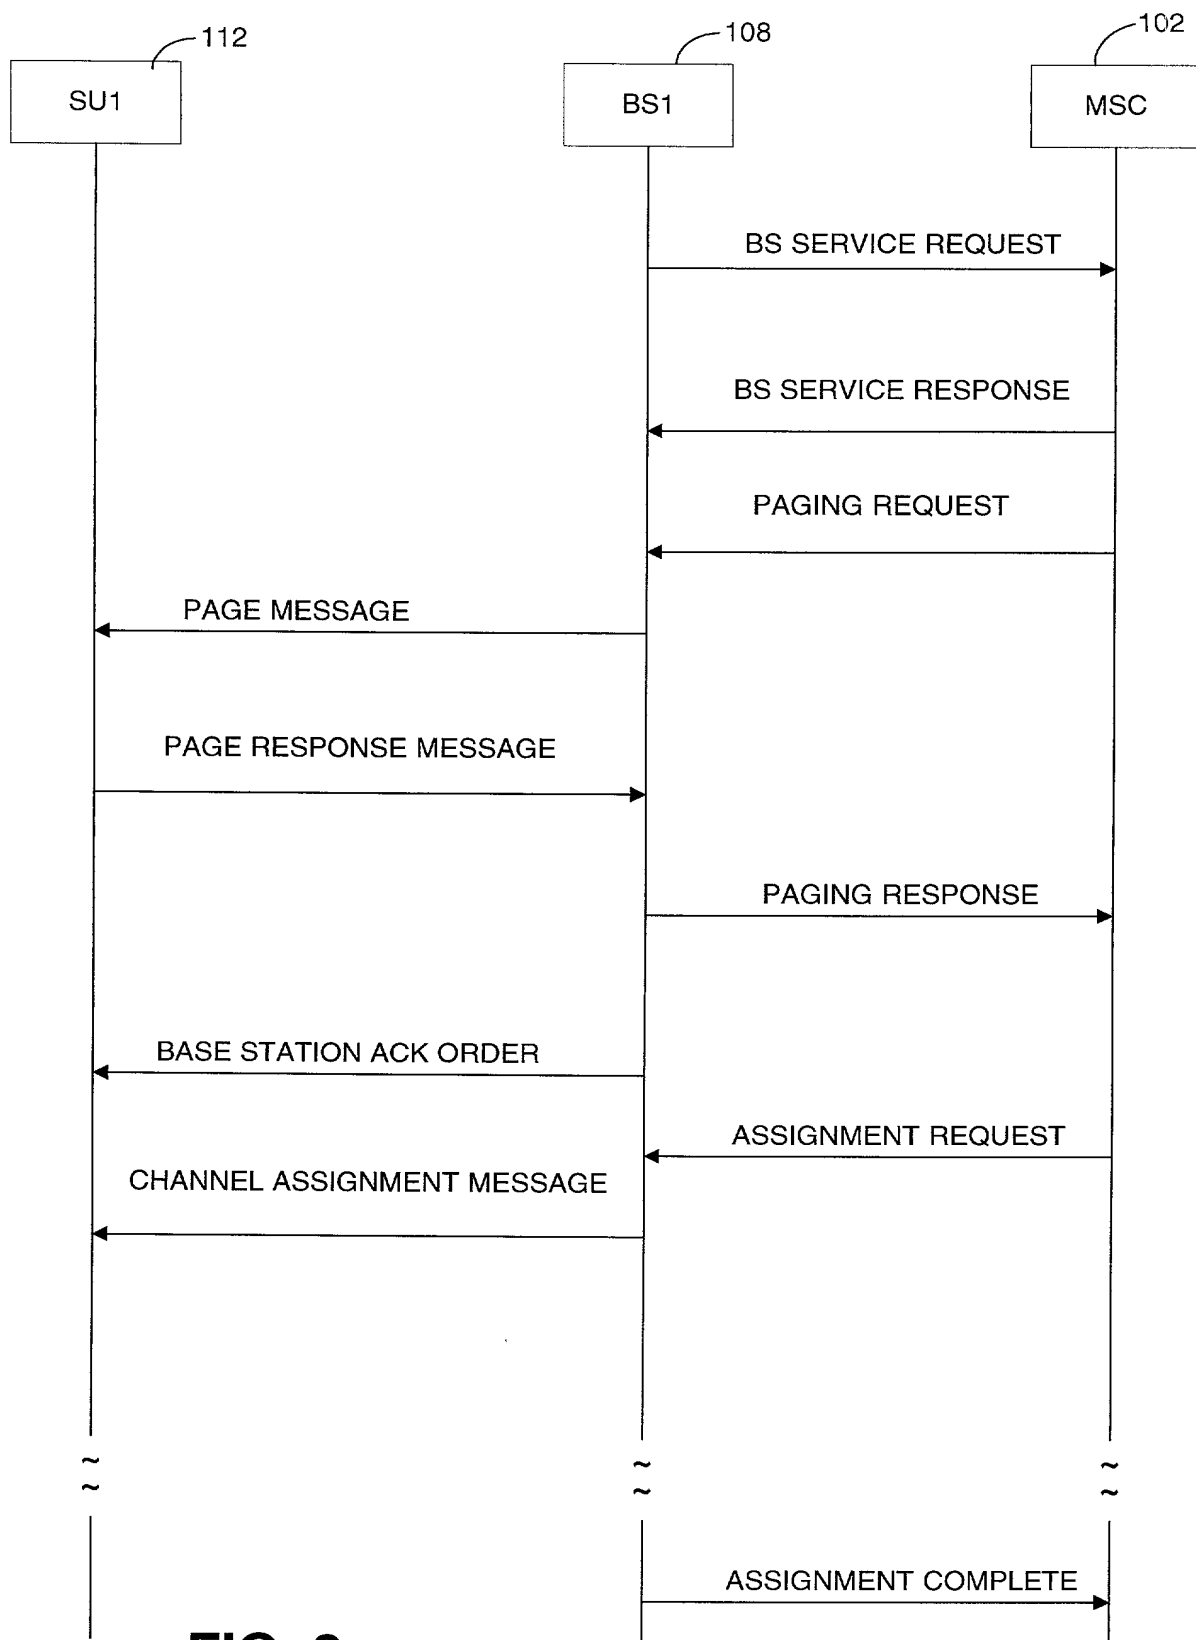 112
108
102
SU1
BS1
MSC
BS SERVICE REQUEST
BS SERVICE RESPONSE
PAGING REQUEST
PAGE MESSAGE
PAGE RESPONSE MESSAGE
PAGING RESPONSE
BASE STATION ACK ORDER
ASSIGNMENT REQUEST
CHANNEL ASSIGNMENT MESSAGE
ASSIGNMENT COMPLETE